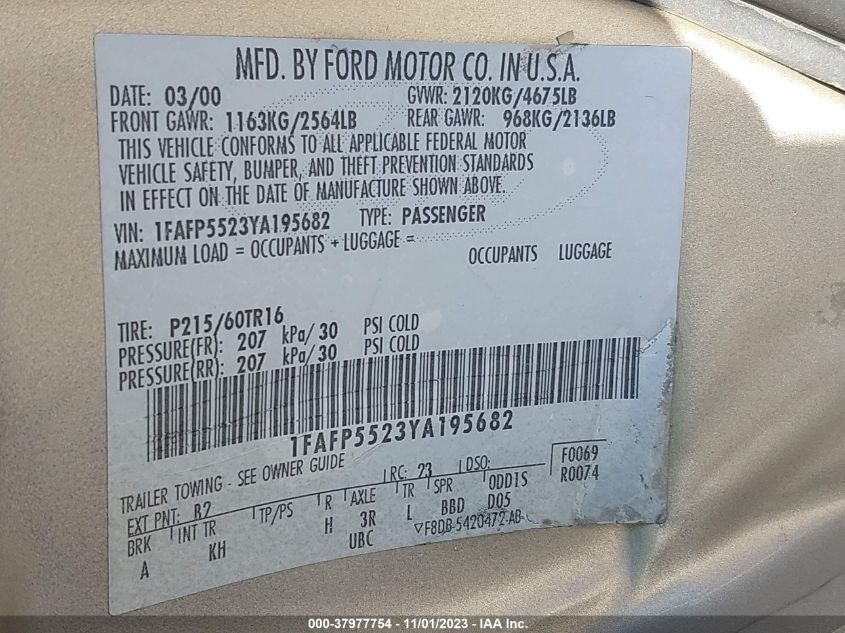 MFD. BY FORD MOTOR CO. IN U.S.A.
DATE: 03/00 GVWR: 2120KG/4675LB
FRONT GAWR: 1163KG/2564LB REAR GAWR: 968KG/2136LB
THIS VEHICLE CONFORMS TO ALL APPLICABLE FEDERAL MOTOR
VEHICLE SAFETY, BUMPER, AND THEFT PREVENTION STANDARDS
IN EFFECT ON THE DATE OF MANUFACTURE SHOWN ABOVE.
VIN: 1FAFP5523YA195682 TYPE: PASSENGER
MAXIMUM LOAD = OCCUPANTS + LUGGAGE = OCCUPANTS LUGGAGE
TIRE: P215/60TR16
PRESSURE(FR): 207 kPa/ 30 PSI COLD
PRESSURE(RR): 207 kPa/ 30 PSI COLD
1FAFP5523YA195682
TRAILER TOWING - SEE OWNER GUIDE
EXT PNT: B2 RC: 23 DSO: F0069
R0074
BRK INT TR TP/PS R AXLE TR SPR ODD1S
A KH H 3R L BBD D05
UBC ▽F8DB-5420472-AB
000-37977754 - 11/01/2023 - IAA Inc.